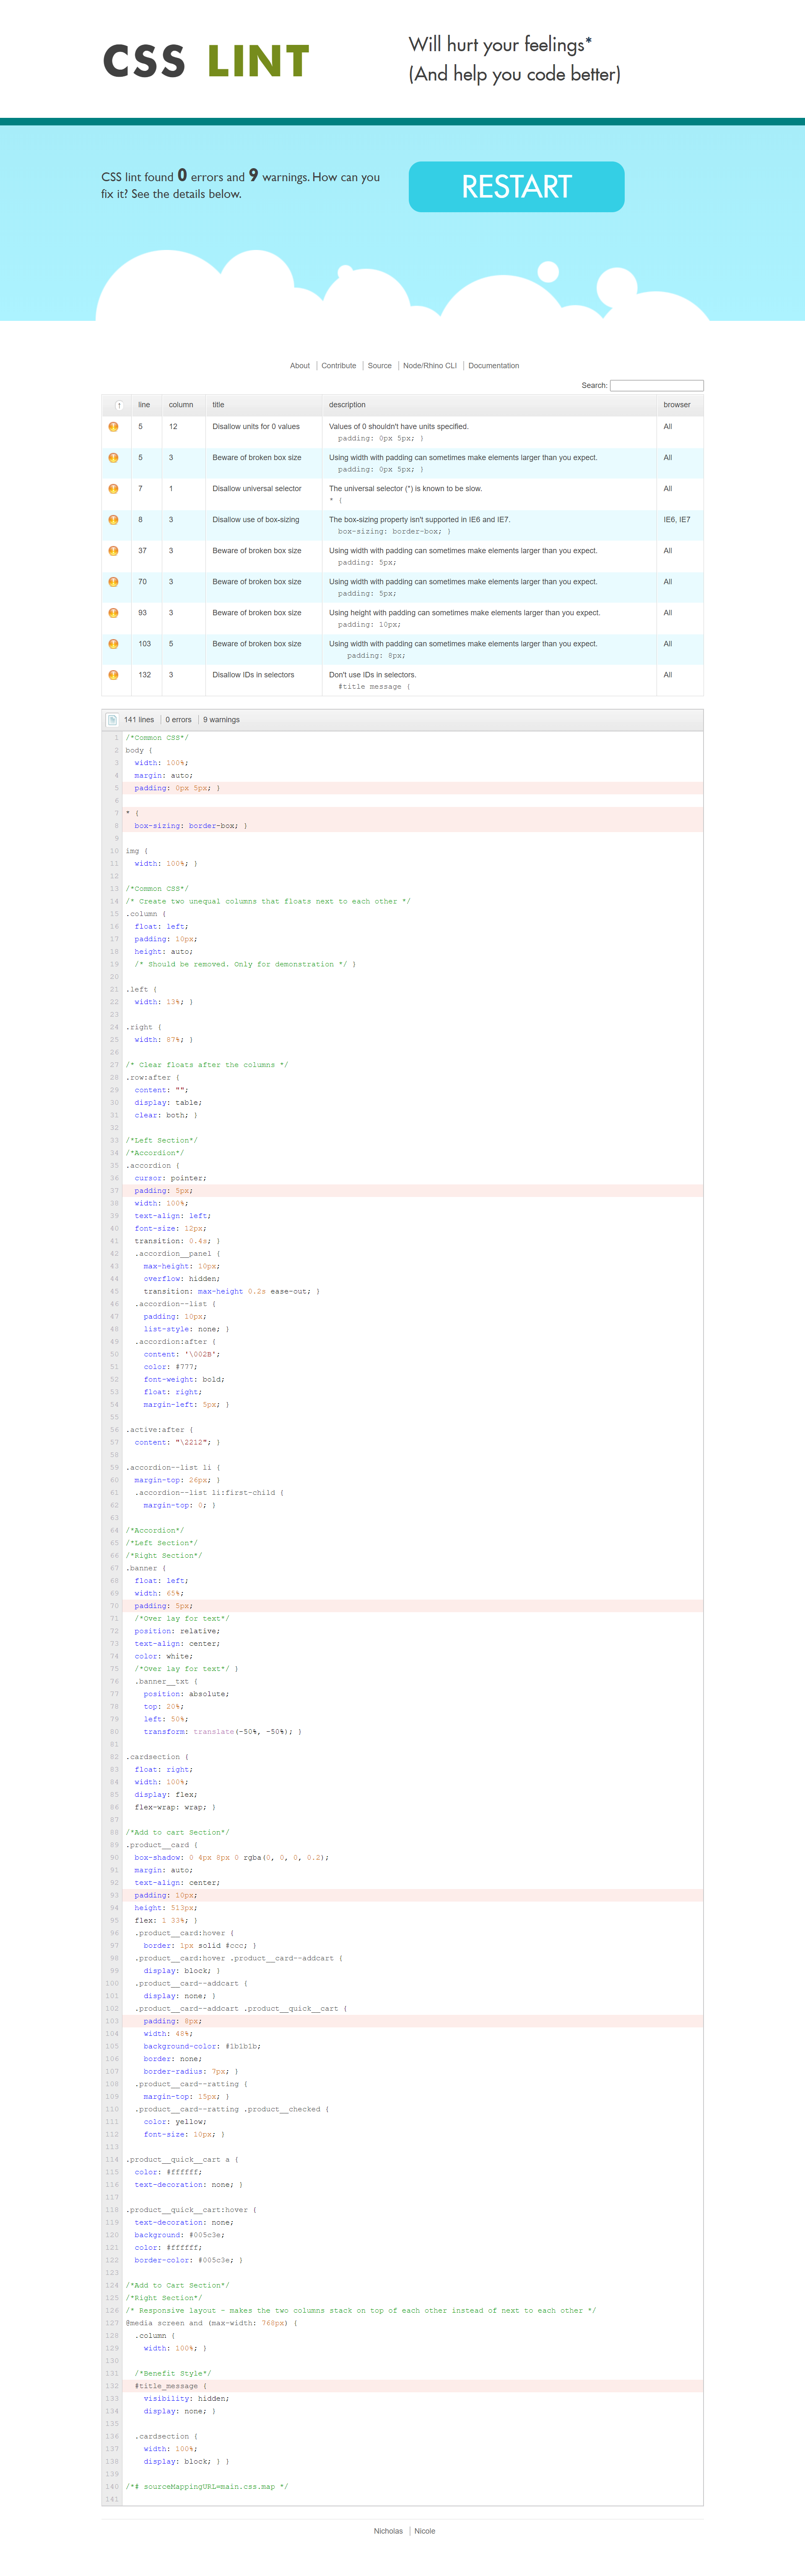 CSS LINT
Will hurt your feelings*
(And help you code better)
CSS lint found 0 errors and 9 warnings. How can you
fix it? See the details below.
RESTART
About | Contribute | Source | Node/Rhino CLI | Documentation
Search:
! line column title description browser
5 12 Disallow units for 0 values Values of 0 shouldn't have units specified. All
padding: 0px 5px; }
5 3 Beware of broken box size Using width with padding can sometimes make elements larger than you expect. All
padding: 0px 5px; }
7 1 Disallow universal selector The universal selector (*) is known to be slow. All
* {
8 3 Disallow use of box-sizing The box-sizing property isn't supported in IE6 and IE7. IE6, IE7
box-sizing: border-box; }
37 3 Beware of broken box size Using width with padding can sometimes make elements larger than you expect. All
padding: 5px;
70 3 Beware of broken box size Using width with padding can sometimes make elements larger than you expect. All
padding: 5px;
93 3 Beware of broken box size Using height with padding can sometimes make elements larger than you expect. All
padding: 10px;
103 5 Beware of broken box size Using width with padding can sometimes make elements larger than you expect. All
padding: 8px;
132 3 Disallow IDs in selectors Don't use IDs in selectors. All
#title_message {
141 lines | 0 errors | 9 warnings
1 /*Common CSS*/
2 body {
3 width: 100%;
4 margin: auto;
5 padding: 0px 5px; }
6
7 * {
8 box-sizing: border-box; }
9
10 img {
11 width: 100%; }
12
13 /*Common CSS*/
14 /* Create two unequal columns that floats next to each other */
15 .column {
16 float: left;
17 padding: 10px;
18 height: auto;
19 /* Should be removed. Only for demonstration */ }
20
21 .left {
22 width: 13%; }
23
24 .right {
25 width: 87%; }
26
27 /* Clear floats after the columns */
28 .row:after {
29 content: "";
30 display: table;
31 clear: both; }
32
33 /*Left Section*/
34 /*Accordion*/
35 .accordion {
36 cursor: pointer;
37 padding: 5px;
38 width: 100%;
39 text-align: left;
40 font-size: 12px;
41 transition: 0.4s; }
42 .accordion__panel {
43 max-height: 10px;
44 overflow: hidden;
45 transition: max-height 0.2s ease-out; }
46 .accordion--list {
47 padding: 10px;
48 list-style: none; }
49 .accordion:after {
50 content: '\002B';
51 color: #777;
52 font-weight: bold;
53 float: right;
54 margin-left: 5px; }
55
56 .active:after {
57 content: "\2212"; }
58
59 .accordion--list li {
60 margin-top: 26px; }
61 .accordion--list li:first-child {
62 margin-top: 0; }
63
64 /*Accordion*/
65 /*Left Section*/
66 /*Right Section*/
67 .banner {
68 float: left;
69 width: 65%;
70 padding: 5px;
71 /*Over lay for text*/
72 position: relative;
73 text-align: center;
74 color: white;
75 /*Over lay for text*/ }
76 .banner__txt {
77 position: absolute;
78 top: 20%;
79 left: 50%;
80 transform: translate(-50%, -50%); }
81
82 .cardsection {
83 float: right;
84 width: 100%;
85 display: flex;
86 flex-wrap: wrap; }
87
88 /*Add to cart Section*/
89 .product__card {
90 box-shadow: 0 4px 8px 0 rgba(0, 0, 0, 0.2);
91 margin: auto;
92 text-align: center;
93 padding: 10px;
94 height: 513px;
95 flex: 1 33%; }
96 .product__card:hover {
97 border: 1px solid #ccc; }
98 .product__card:hover .product__card--addcart {
99 display: block; }
100 .product__card--addcart {
101 display: none; }
102 .product__card--addcart .product__quick__cart {
103 padding: 8px;
104 width: 48%;
105 background-color: #1b1b1b;
106 border: none;
107 border-radius: 7px; }
108 .product__card--ratting {
109 margin-top: 15px; }
110 .product__card--ratting .product__checked {
111 color: yellow;
112 font-size: 10px; }
113
114 .product__quick__cart a {
115 color: #ffffff;
116 text-decoration: none; }
117
118 .product__quick__cart:hover {
119 text-decoration: none;
120 background: #005c3e;
121 color: #ffffff;
122 border-color: #005c3e; }
123
124 /*Add to Cart Section*/
125 /*Right Section*/
126 /* Responsive layout - makes the two columns stack on top of each other instead of next to each other */
127 @media screen and (max-width: 768px) {
128 .column {
129 width: 100%; }
130
131 /*Benefit Style*/
132 #title_message {
133 visibility: hidden;
134 display: none; }
135
136 .cardsection {
137 width: 100%;
138 display: block; } }
139
140 /*# sourceMappingURL=main.css.map */
141
Nicholas | Nicole